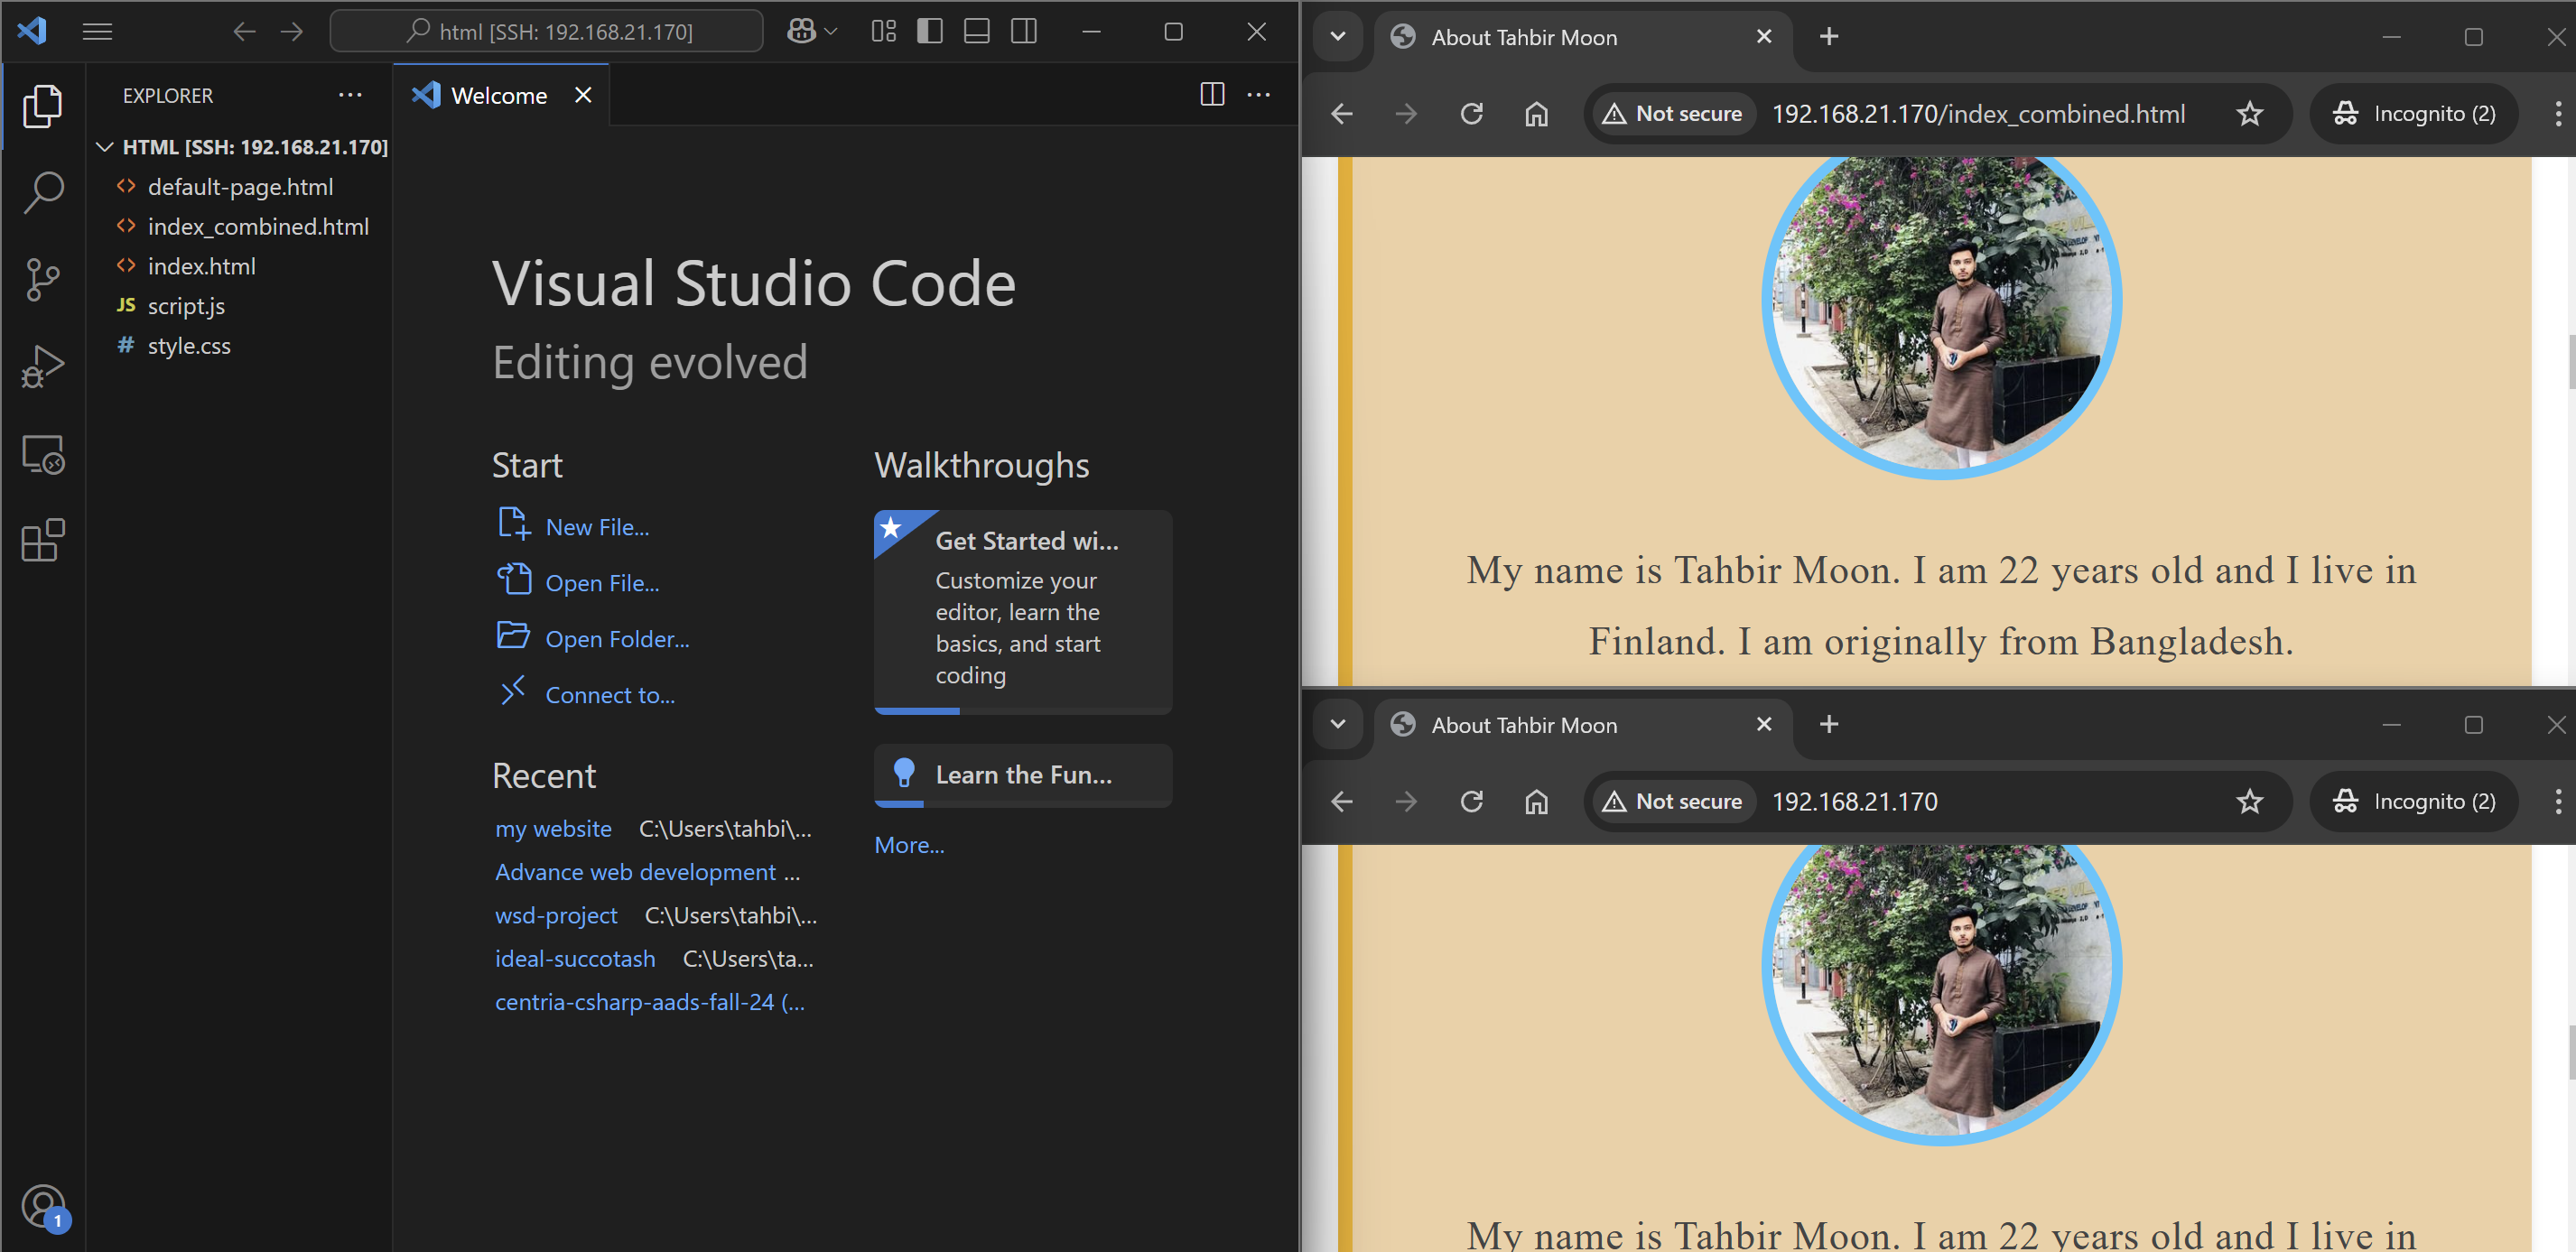 html [SSH: 192.168.21.170]
EXPLORER
HTML [SSH: 192.168.21.170]
default-page.html
index_combined.html
index.html
JS script.js
# style.css
1
Welcome
Visual Studio Code
Editing evolved
Start
New File...
Open File...
Open Folder...
Connect to...
Recent
my website C:\Users\tahbi\...
Advance web development ...
wsd-project C:\Users\tahbi\...
ideal-succotash C:\Users\ta...
centria-csharp-aads-fall-24 (...
Walkthroughs
Get Started wi...
Customize your
editor, learn the
basics, and start
coding
Learn the Fun...
More...
About Tahbir Moon
Not secure 192.168.21.170/index_combined.html Incognito (2)
My name is Tahbir Moon. I am 22 years old and I live in
Finland. I am originally from Bangladesh.
About Tahbir Moon
Not secure 192.168.21.170 Incognito (2)
My name is Tahbir Moon. I am 22 years old and I live in